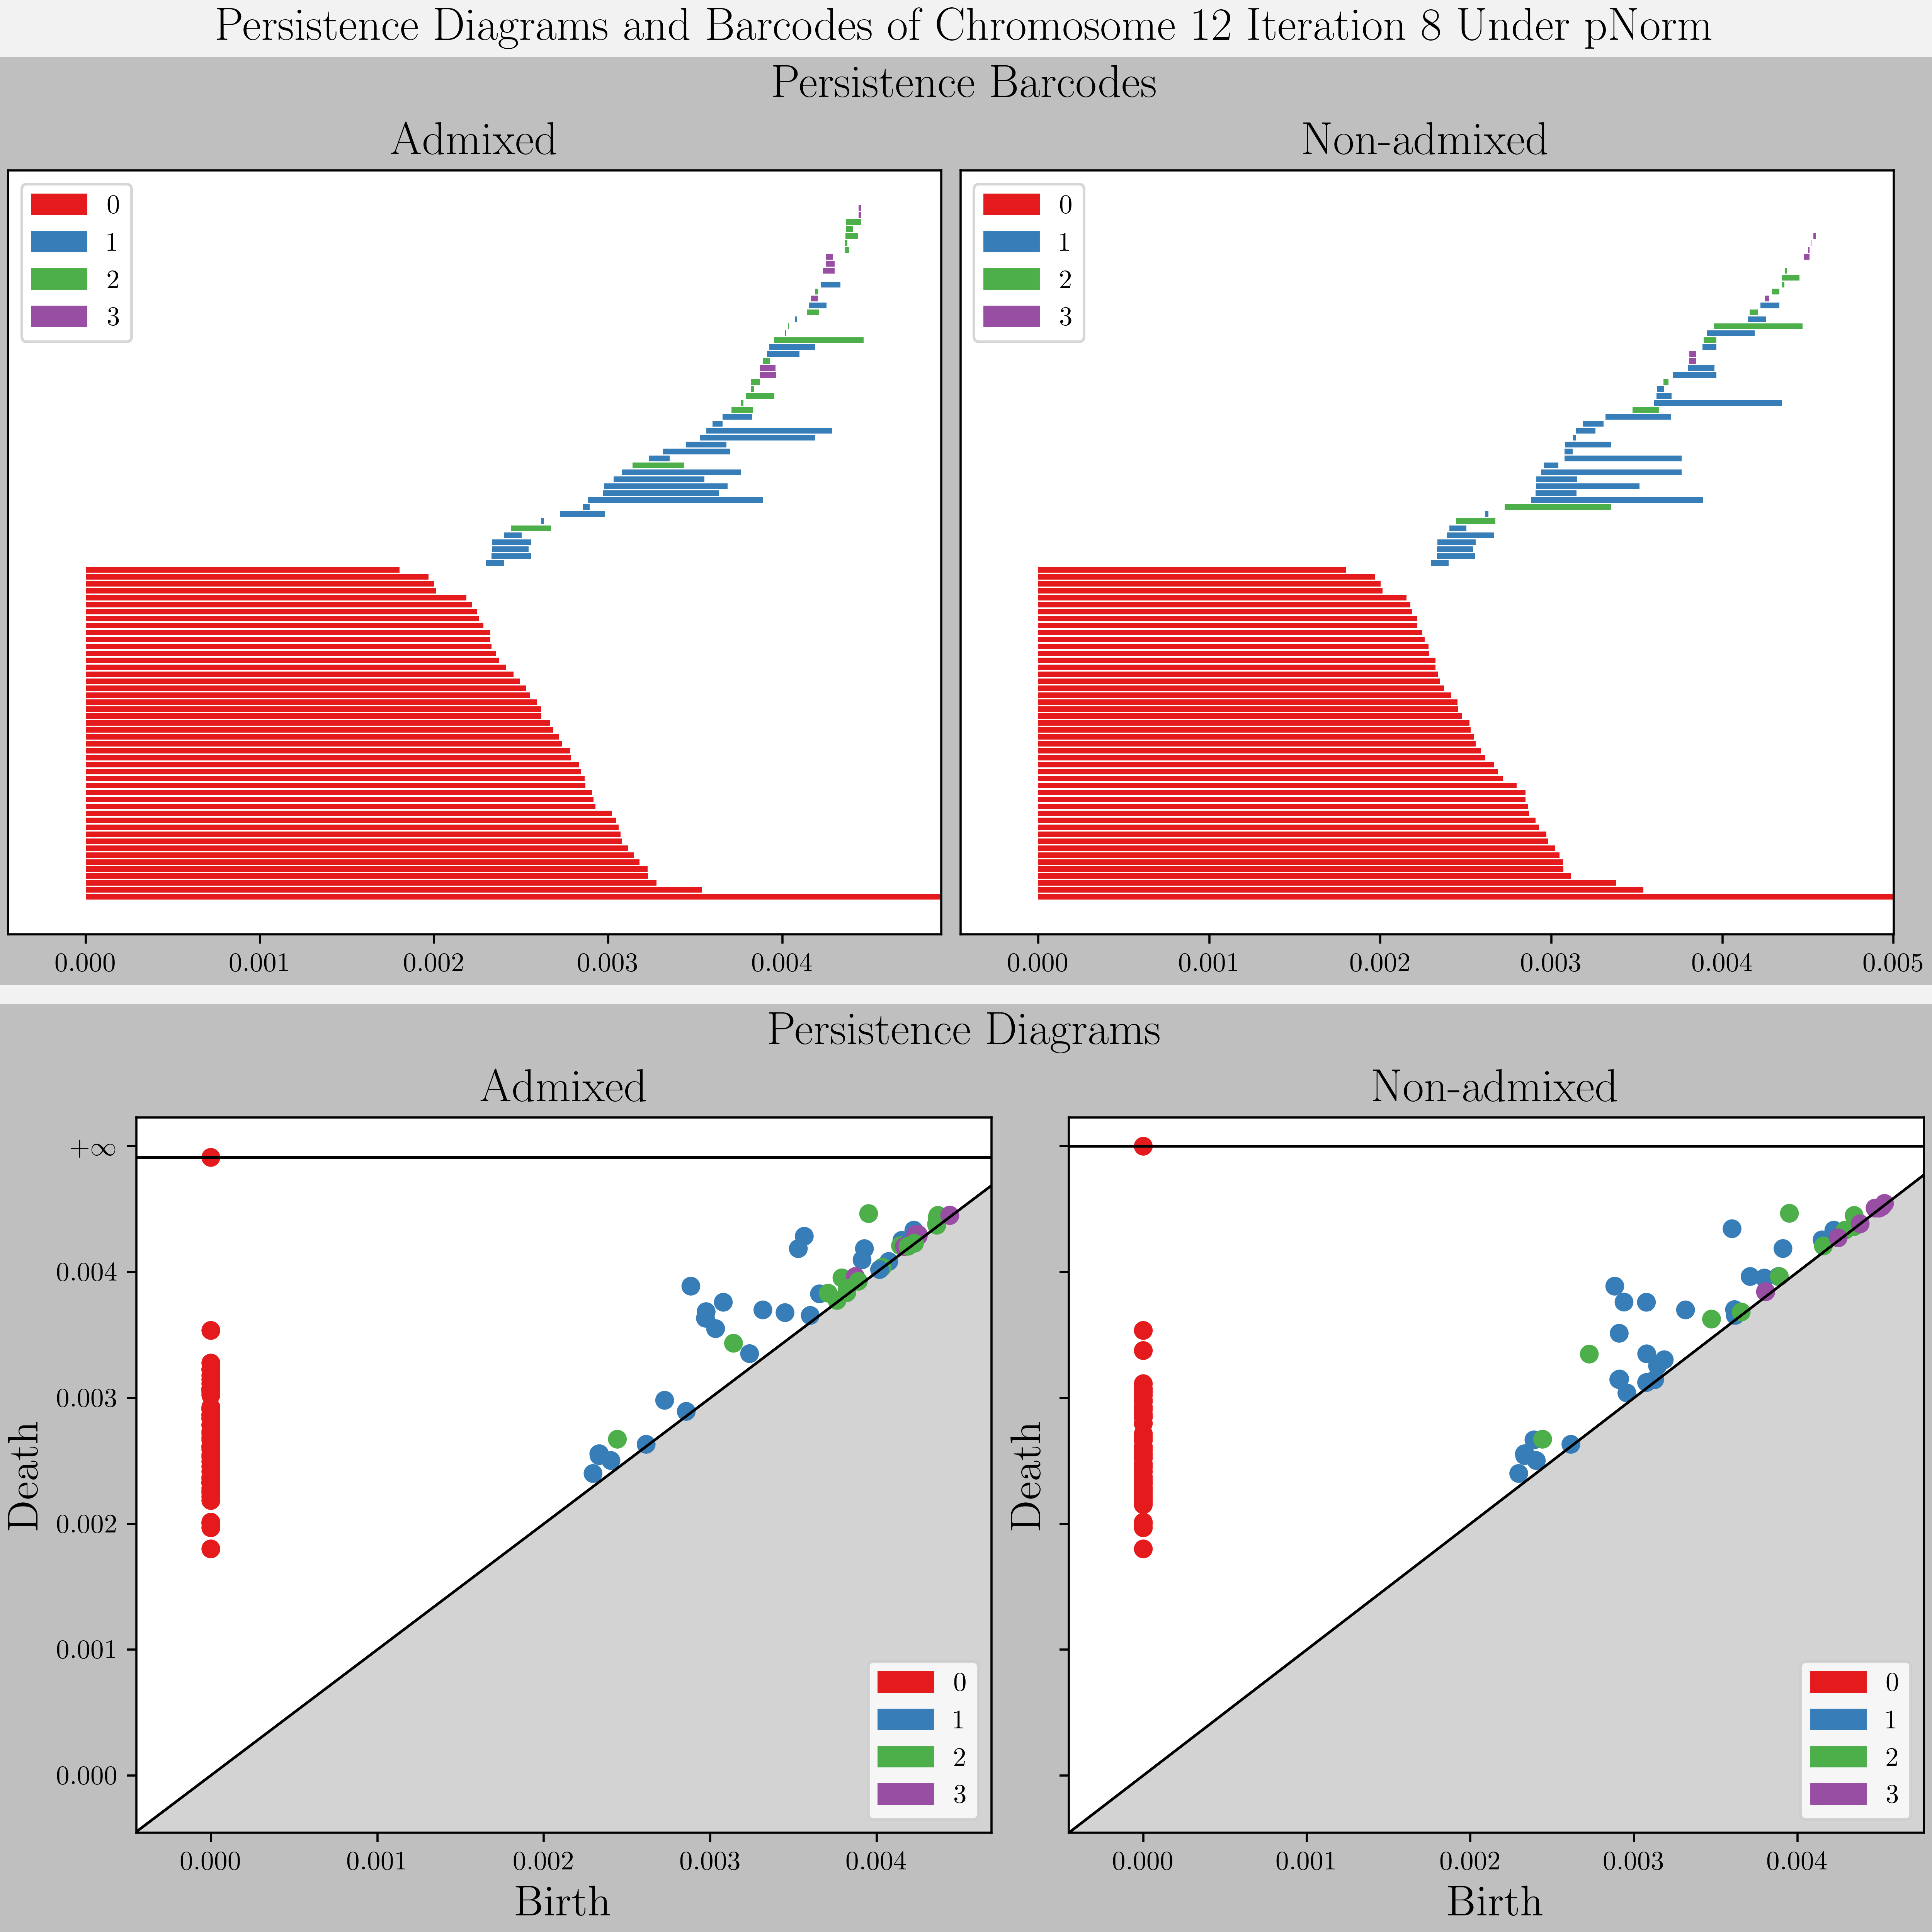 Persistence Diagrams and Barcodes of Chromosome 12 Iteration 8 Under pNorm
Persistence Barcodes
Admixed
Non-admixed
0
1
2
3
0
1
2
3
0.000 0.001 0.002 0.003 0.004
0.000 0.001 0.002 0.003 0.004 0.005
Persistence Diagrams
Admixed
Non-admixed
+∞
0.004
0.003
0.002
0.001
0.000
Death
Death
0
1
2
3
0
1
2
3
0.000 0.001 0.002 0.003 0.004
0.000 0.001 0.002 0.003 0.004
Birth
Birth